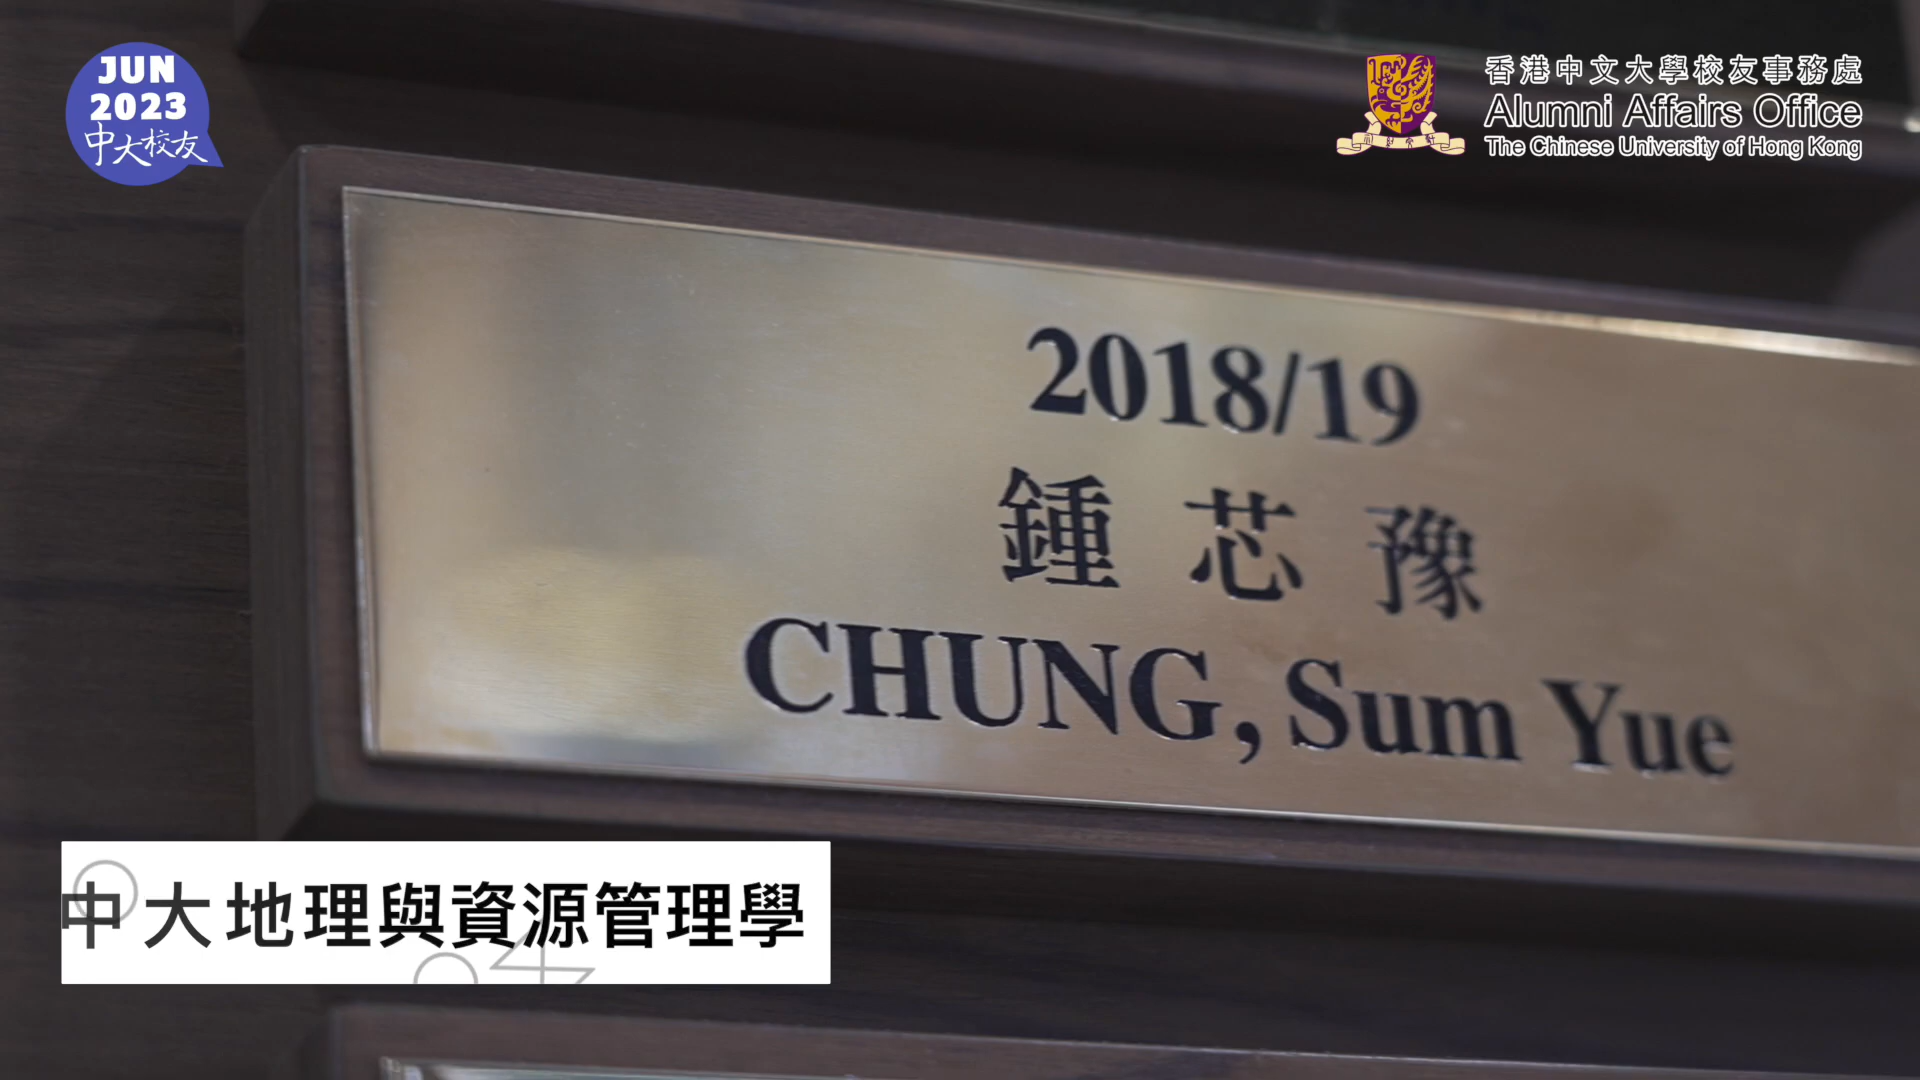 JUN
2023
中大校友
香港中文大學校友事務處
Alumni Affairs Office
The Chinese University of Hong Kong
2018/19
鍾芯豫
CHUNG, Sum Yue
中大地理與資源管理學